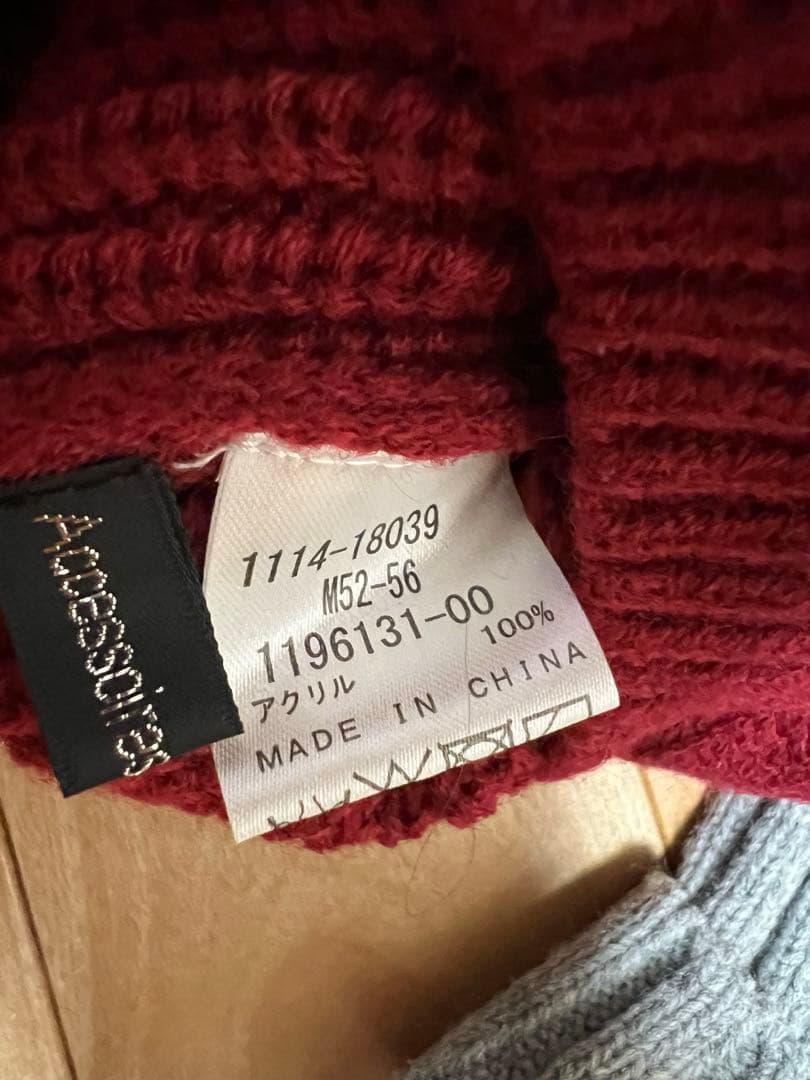 Accessoires
1114-18039
M52-56
1196131-00
アクリル 100%
MADE IN CHINA